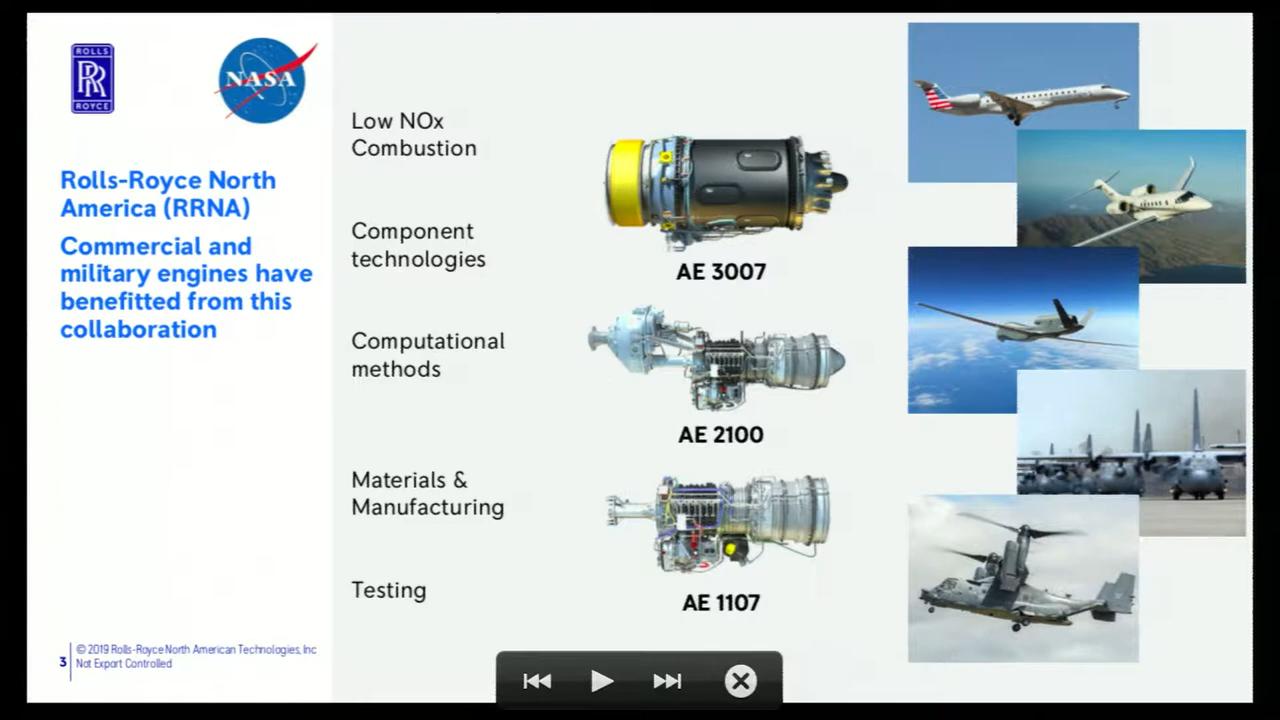 ROLLS
RR
ROYCE
NASA
Rolls-Royce North
America (RRNA)
Commercial and
military engines have
benefitted from this
collaboration
Low NOx
Combustion
Component
technologies
Computational
methods
Materials &
Manufacturing
Testing
AE 3007
AE 2100
AE 1107
3
© 2019 Rolls-Royce North American Technologies, Inc
Not Export Controlled